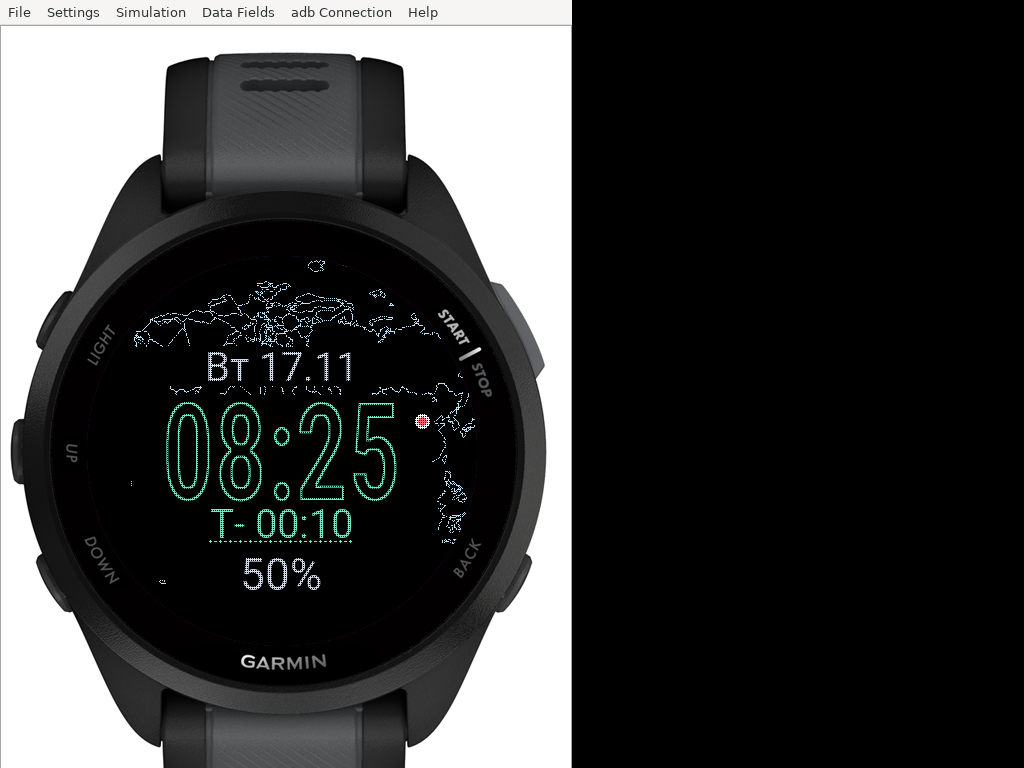 File Settings Simulation Data Fields adb Connection Help
START
STOP
LIGHT
Вт 17.11
08:25
UP
T- 00:10
DOWN
BACK
50%
GARMIN